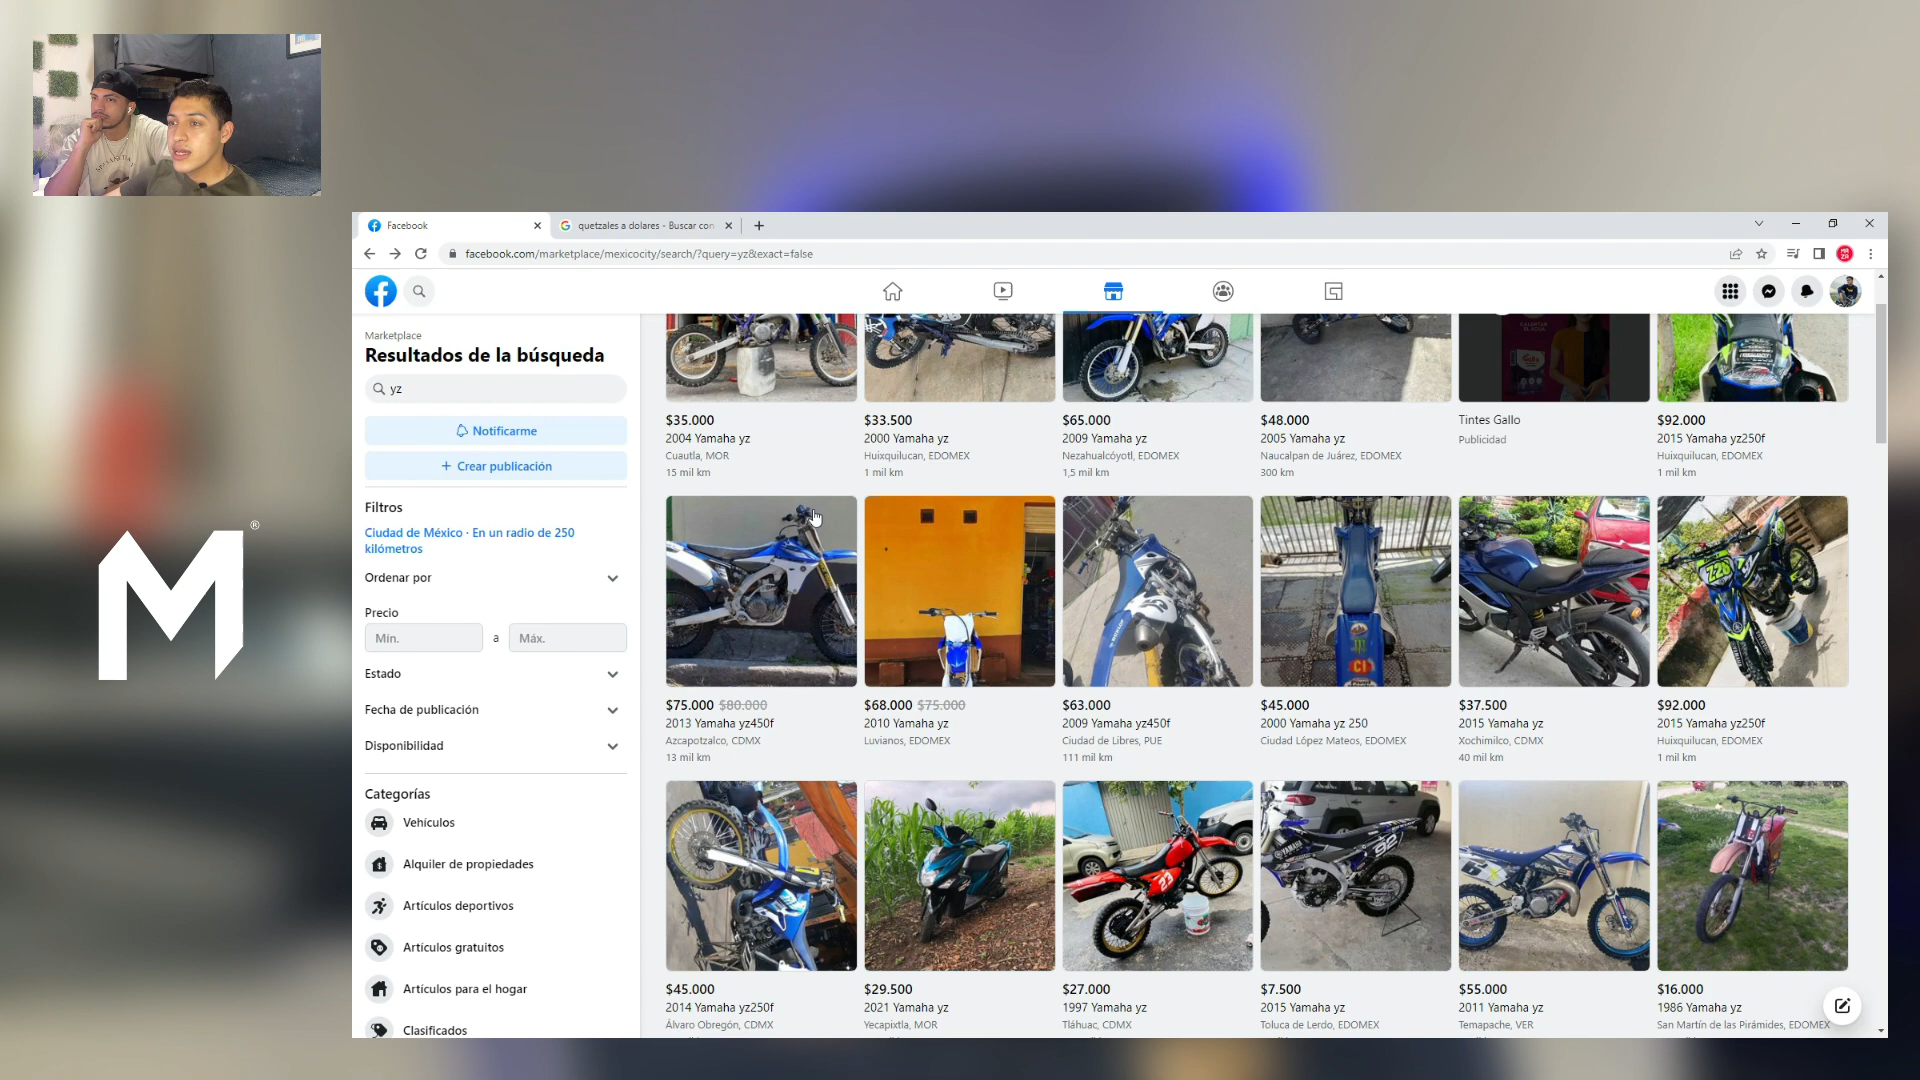 Facebook
quetzales a dolares - Buscar con
facebook.com/marketplace/mexicocity/search/?query=yz&exact=false
Marketplace
Resultados de la búsqueda
yz
Notificarme
+ Crear publicación
Filtros
Ciudad de México · En un radio de 250
kilómetros
Ordenar por
Precio
Mín.
a
Máx.
Estado
Fecha de publicación
Disponibilidad
Categorías
Vehículos
Alquiler de propiedades
Artículos deportivos
Artículos gratuitos
Artículos para el hogar
Clasificados
$35.000
2004 Yamaha yz
Cuautla, MOR
15 mil km
$33.500
2000 Yamaha yz
Huixquilucan, EDOMEX
1 mil km
$65.000
2009 Yamaha yz
Nezahualcóyotl, EDOMEX
1,5 mil km
$48.000
2005 Yamaha yz
Naucalpan de Juárez, EDOMEX
300 km
Tintes Gallo
Publicidad
$92.000
2015 Yamaha yz250f
Huixquilucan, EDOMEX
1 mil km
$75.000 $80.000
2013 Yamaha yz450f
Azcapotzalco, CDMX
13 mil km
$68.000 $75.000
2010 Yamaha yz
Luvianos, EDOMEX
$63.000
2009 Yamaha yz450f
Ciudad de Libres, PUE
111 mil km
$45.000
2000 Yamaha yz 250
Ciudad López Mateos, EDOMEX
$37.500
2015 Yamaha yz
Xochimilco, CDMX
40 mil km
$92.000
2015 Yamaha yz250f
Huixquilucan, EDOMEX
1 mil km
$45.000
2014 Yamaha yz250f
Álvaro Obregón, CDMX
$29.500
2021 Yamaha yz
Yecapixtla, MOR
$27.000
1997 Yamaha yz
Tláhuac, CDMX
$7.500
2015 Yamaha yz
Toluca de Lerdo, EDOMEX
$55.000
2011 Yamaha yz
Temapache, VER
$16.000
1986 Yamaha yz
San Martín de las Pirámides, EDOMEX
M®
Z-28
23
92